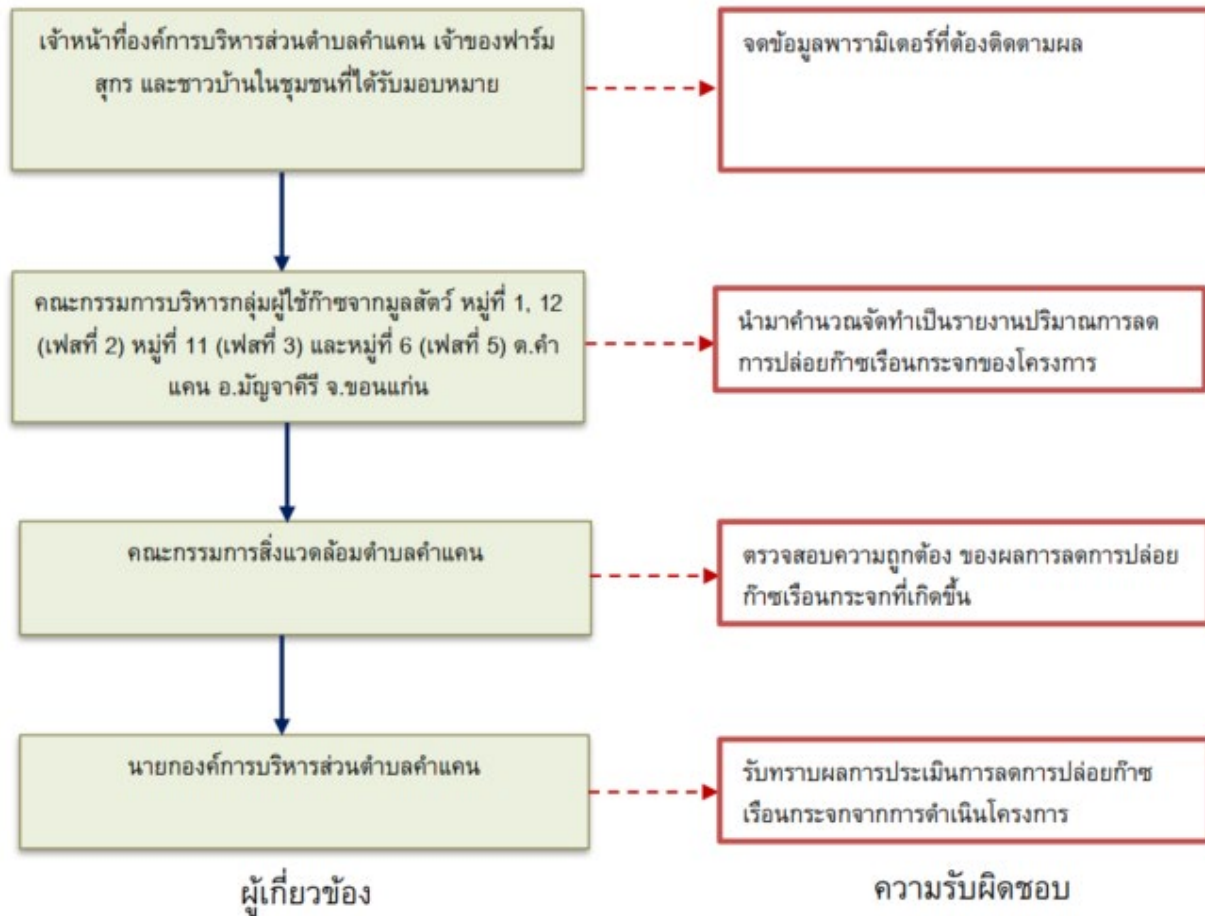 เจ้าหน้าที่องค์การบริหารส่วนตำบลคำแคน เจ้าของฟาร์ม
สุกร และชาวบ้านในชุมชนที่ได้รับมอบหมาย
จดข้อมูลพารามิเตอร์ที่ต้องติดตามผล
คณะกรรมการบริหารกลุ่มผู้ใช้ก๊าซจากมูลสัตว์ หมู่ที่ 1, 12
(เฟสที่ 2) หมู่ที่ 11 (เฟสที่ 3) และหมู่ที่ 6 (เฟสที่ 5) ต.คำ
แคน อ.มัญจาคีรี จ.ขอนแก่น
นำมาคำนวณจัดทำเป็นรายงานปริมาณการลด
การปล่อยก๊าซเรือนกระจกของโครงการ
คณะกรรมการสิ่งแวดล้อมตำบลคำแคน
ตรวจสอบความถูกต้อง ของผลการลดการปล่อย
ก๊าซเรือนกระจกที่เกิดขึ้น
นายกองค์การบริหารส่วนตำบลคำแคน
รับทราบผลการประเมินการลดการปล่อยก๊าซ
เรือนกระจกจากการดำเนินโครงการ
ผู้เกี่ยวข้อง
ความรับผิดชอบ